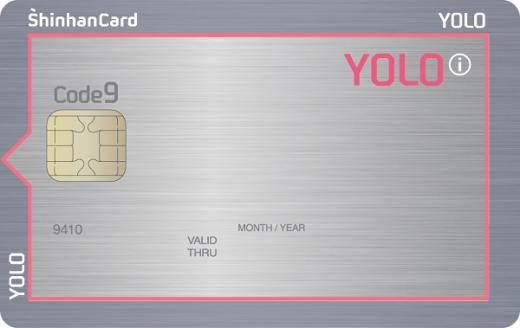 ShinhanCard
YOLO
YOLO i
Code9
9410
MONTH / YEAR
VALID
THRU
YOLO